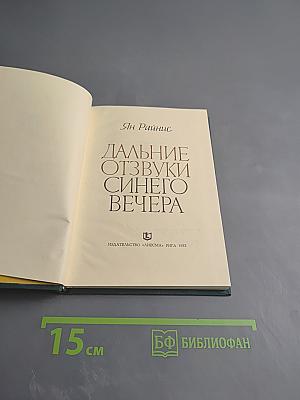 Ян Райнис
ДАЛЬНИЕ
ОТЗВУКИ
СИНЕГО
ВЕЧЕРА
ИЗДАТЕЛЬСТВО «ЛИЕСМА» РИГА
15 см
БФ БИБЛИОФАН